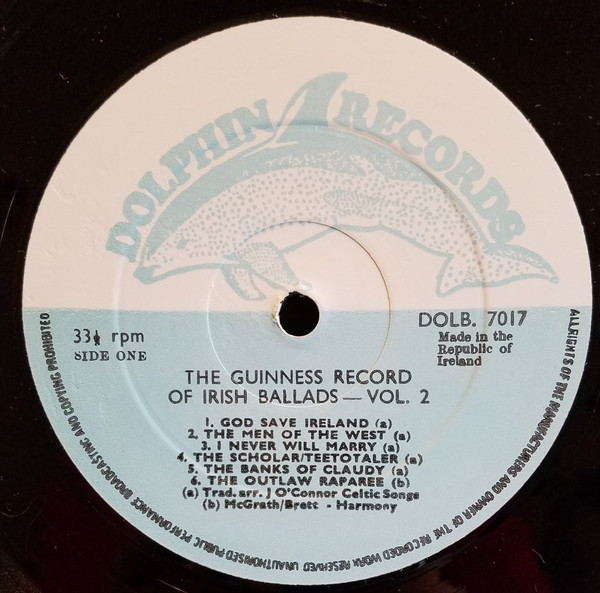 DOLPHIN RECORDS
33⅓ rpm
SIDE ONE
DOLB. 7017
Made in the
Republic of
Ireland
THE GUINNESS RECORD
OF IRISH BALLADS — VOL. 2
1. GOD SAVE IRELAND (a)
2. THE MEN OF THE WEST (a)
3. I NEVER WILL MARRY (a)
4. THE SCHOLAR/TEETOTALER (a)
5. THE BANKS OF CLAUDY (a)
6. THE OUTLAW RAPAREE (b)
(a) Trad. arr. J O'Connor Celtic Songs
(b) McGrath/Brett - Harmony
ALL RIGHTS OF THE MANUFACTURERS AND OWNER OF THE RECORDED WORK RESERVED UNAUTHORISED PUBLIC PERFORMANCE BROADCASTING AND COPYING PROHIBITED